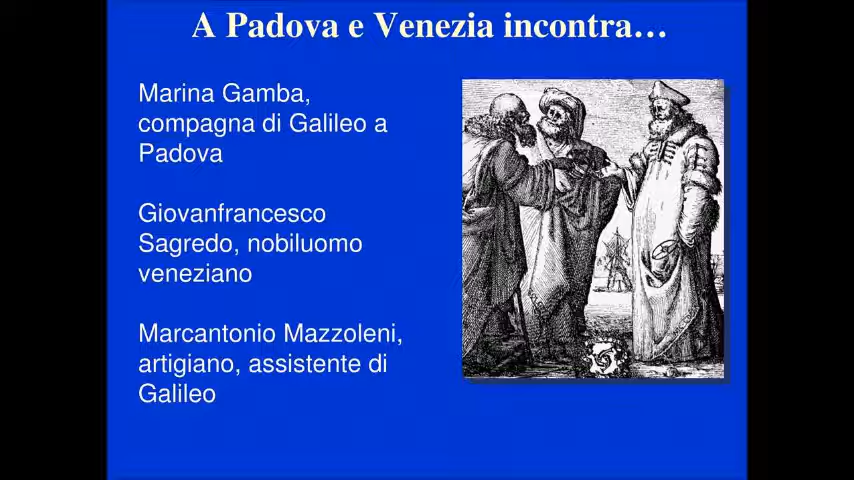 A Padova e Venezia incontra…
Marina Gamba,
compagna di Galileo a
Padova
Giovanfrancesco
Sagredo, nobiluomo
veneziano
Marcantonio Mazzoleni,
artigiano, assistente di
Galileo